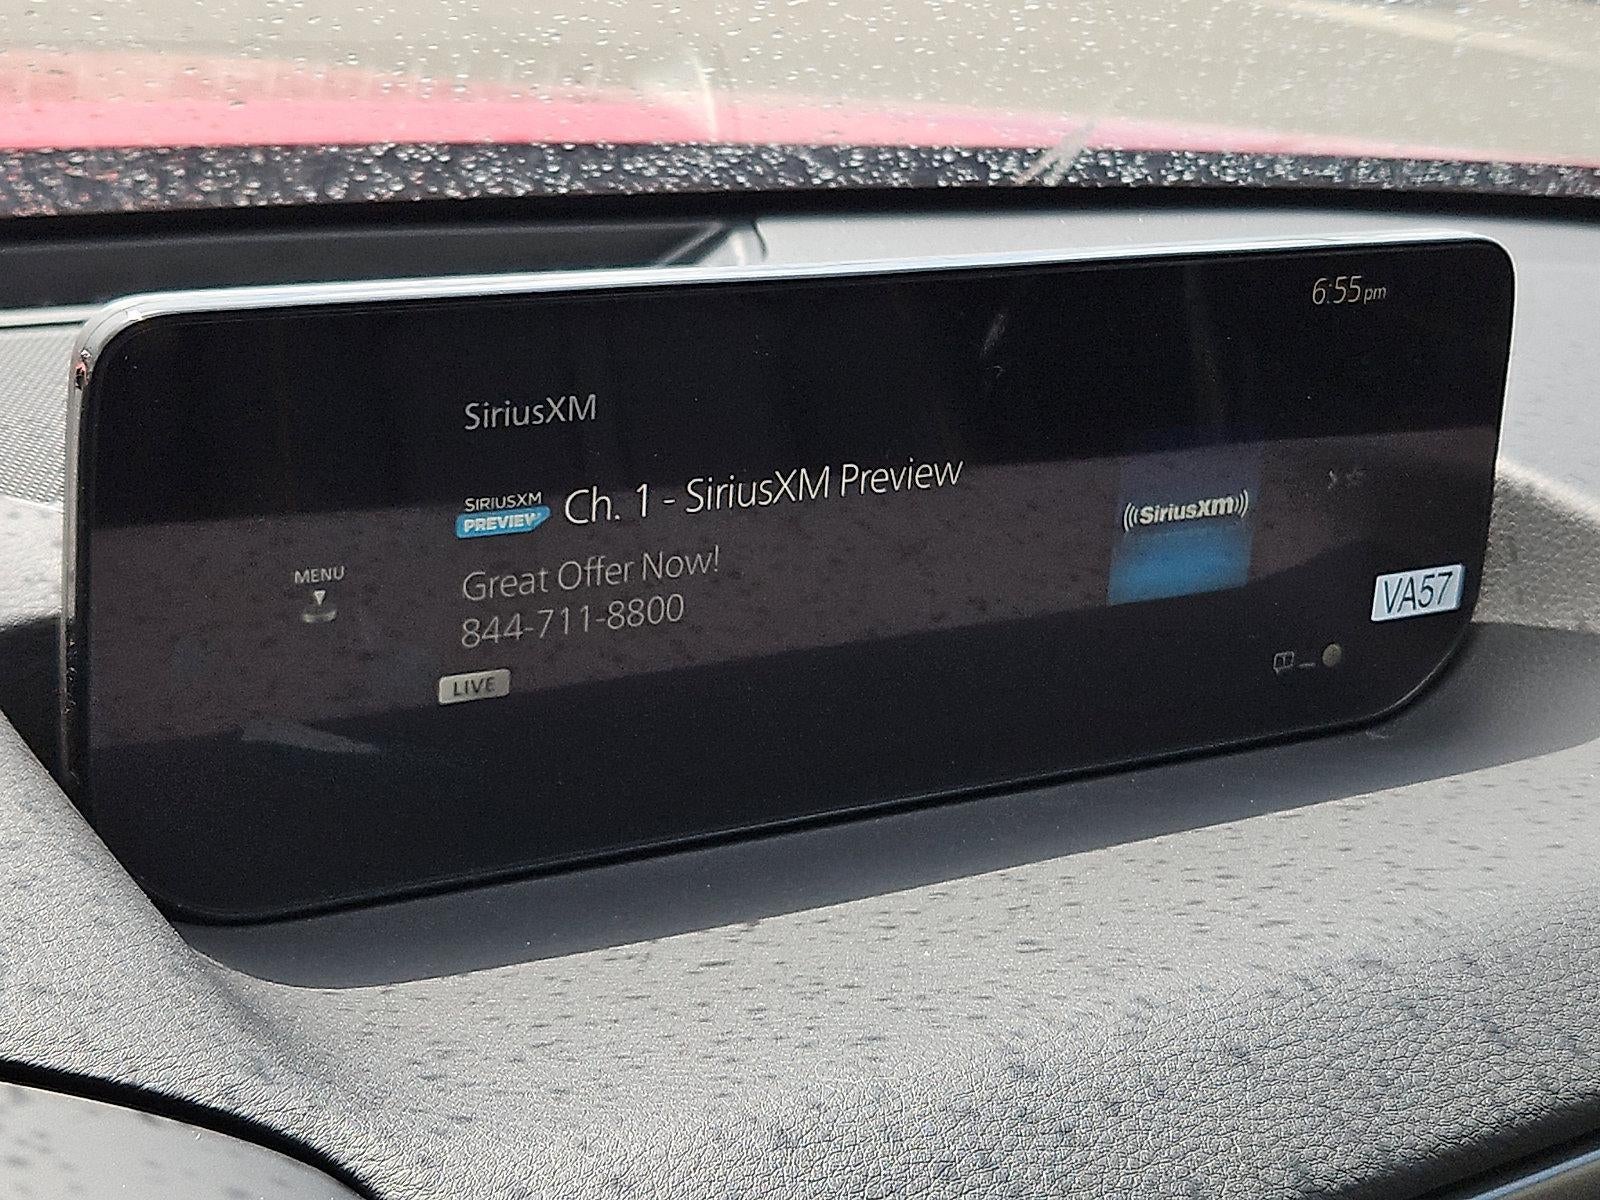 6:55pm
SiriusXM
SIRIUSXM
PREVIEW
Ch. 1 - SiriusXM Preview
((SiriusXM))
Great Offer Now!
844-711-8800
MENU
VA57
LIVE